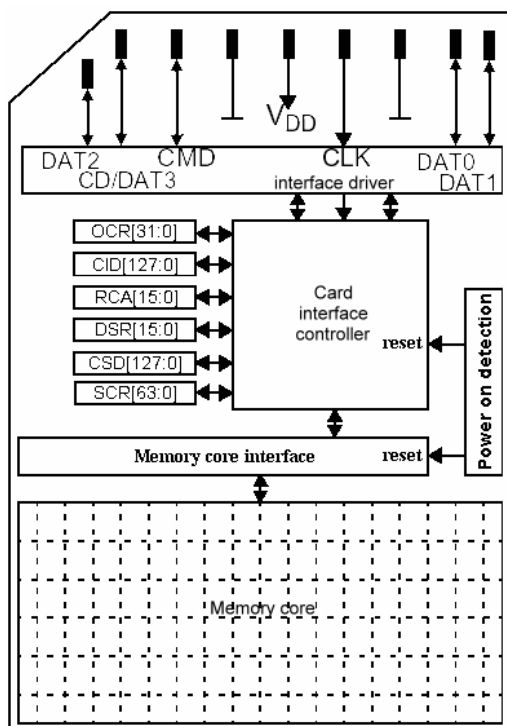 VDD
DAT2
CMD
CLK
DAT0
CD/DAT3
interface driver
DAT1
OCR[31:0]
CID[127:0]
RCA[15:0]
DSR[15:0]
CSD[127:0]
SCR[63:0]
Card
interface
controller
reset
Power on detection
Memory core interface
reset
Memory core